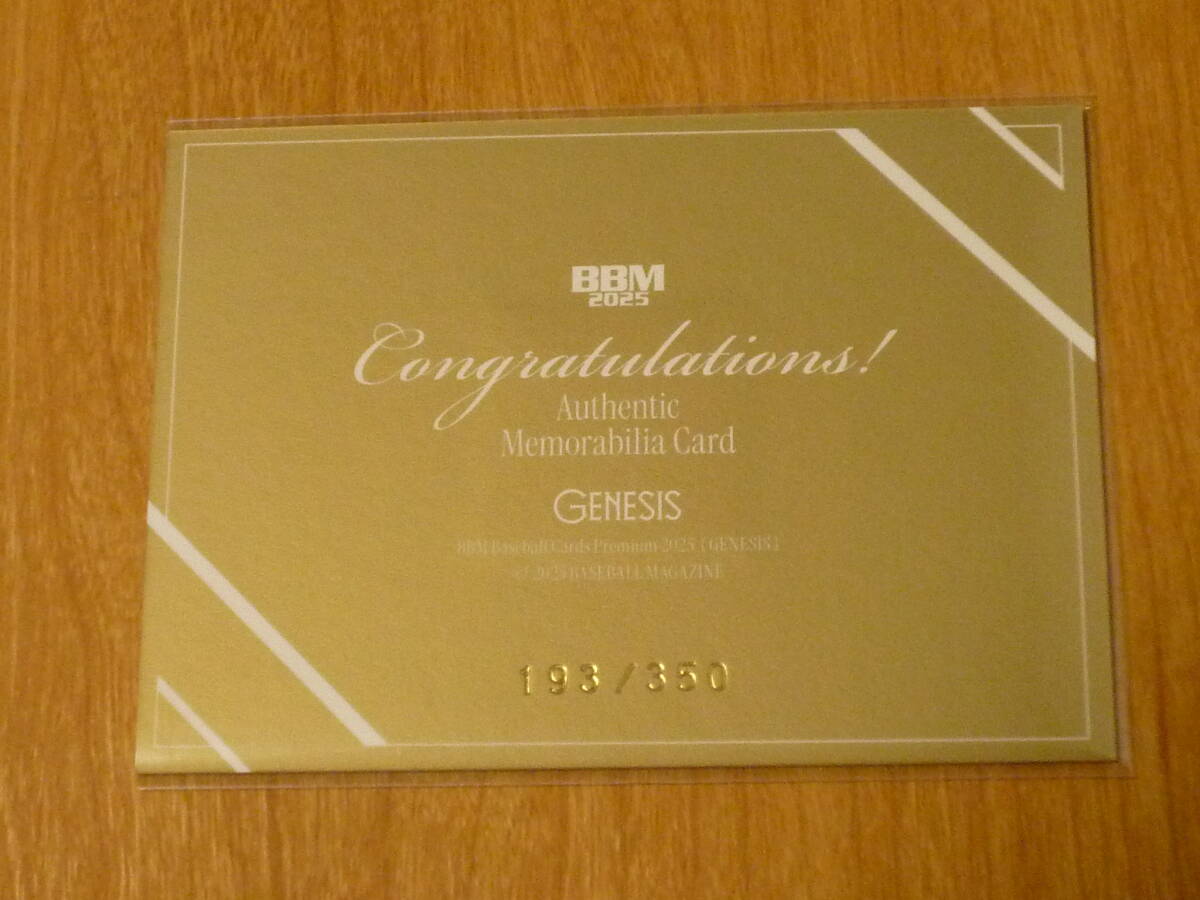 BBM
2025
Congratulations!
Authentic
Memorabilia Card
GENESIS
BBM Baseball Cards Premium 2025 [GENESIS]
2025 BASEBALL MAGAZINE
193/350